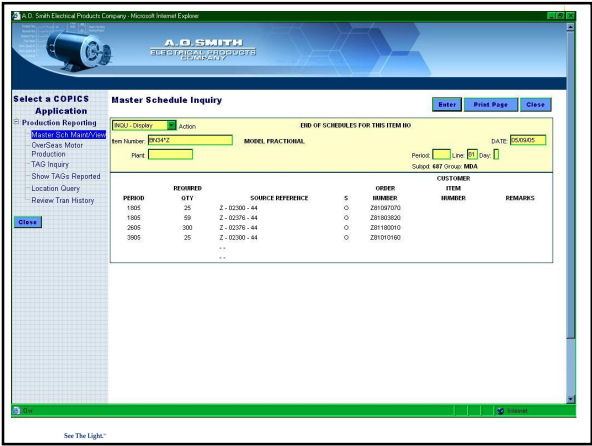 A.O. Smith Electrical Products Company - Microsoft Internet Explorer
A.O.SMITH
ELECTRICAL PRODUCTS
COMPANY
Select a COPICS
Application
Production Reporting
Master Sch Maint/View
OverSeas Motor
Production
TAG Inquiry
Show TAGs Reported
Location Query
Review Tran History
Close
Master Schedule Inquiry
Enter Print Page Close
INQU - Display Action END OF SCHEDULES FOR THIS ITEM NO
Item Number: BN34*Z MODEL FRACTIONAL DATE: 05/09/05
Plant: Period: Line: 01 Day:
Subpd: 687 Group: MDA
PERIOD REQUIRED QTY SOURCE REFERENCE S ORDER NUMBER CUSTOMER ITEM NUMBER REMARKS
1805 25 Z - 02300 - 44 O Z81097070
1805 59 Z - 02376 - 44 O Z81803820
2605 300 Z - 02376 - 44 O Z81180010
3905 25 Z - 02300 - 44 O Z81010160
- -
- -
Internet
See The Light.™